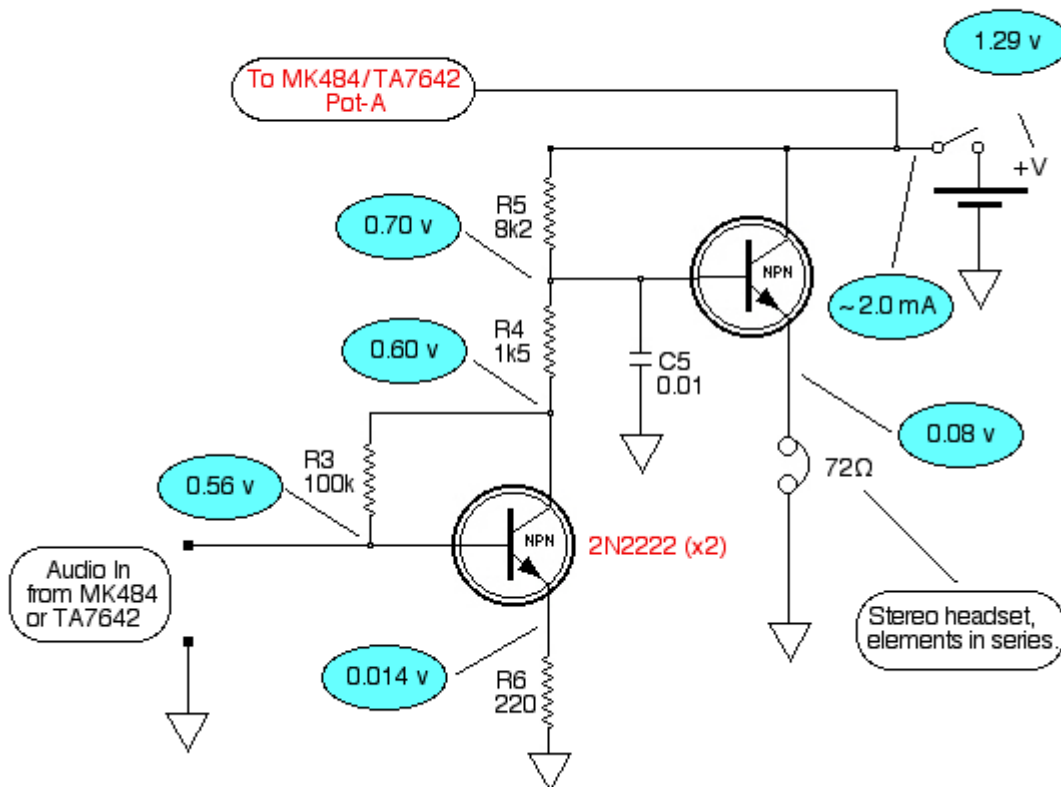 1.29 v
To MK484/TA7642
Pot-A
+V
R5
8k2
0.70 v
NPN
~2.0 mA
R4
1k5
0.60 v
C5
0.01
0.08 v
R3
100k
72Ω
0.56 v
NPN
2N2222 (x2)
Audio In
from MK484
or TA7642
Stereo headset,
elements in series.
0.014 v
R6
220